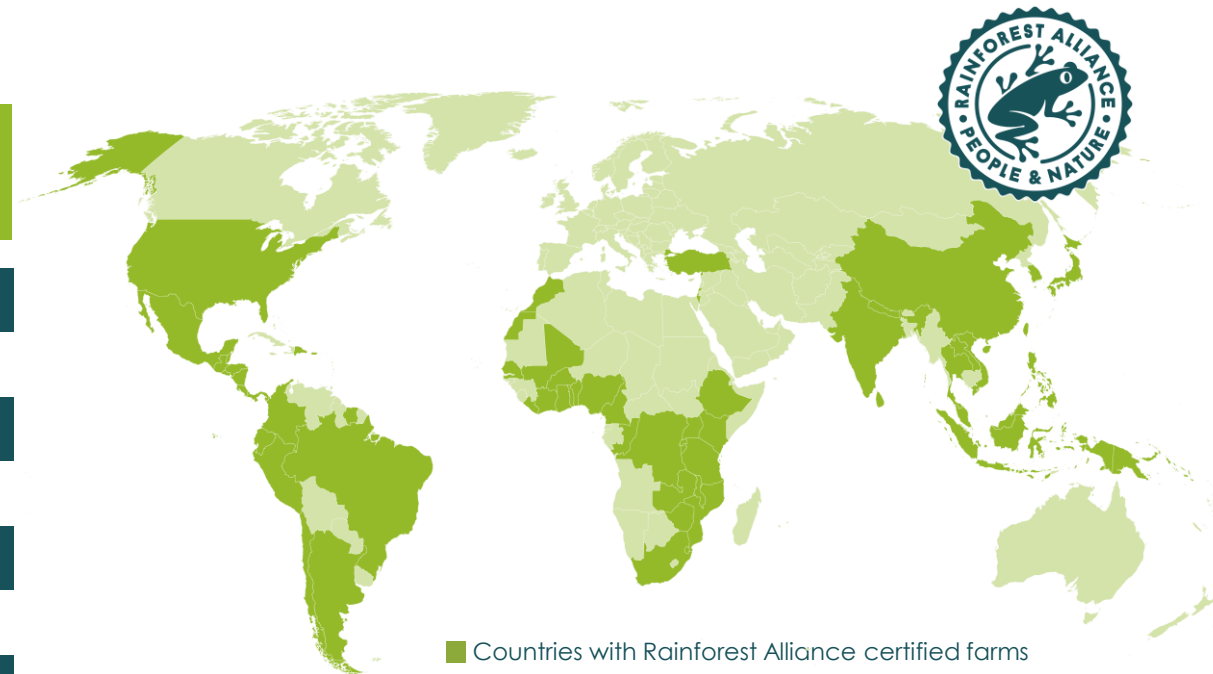 RAINFOREST ALLIANCE
• PEOPLE & NATURE •
Countries with Rainforest Alliance certified farms